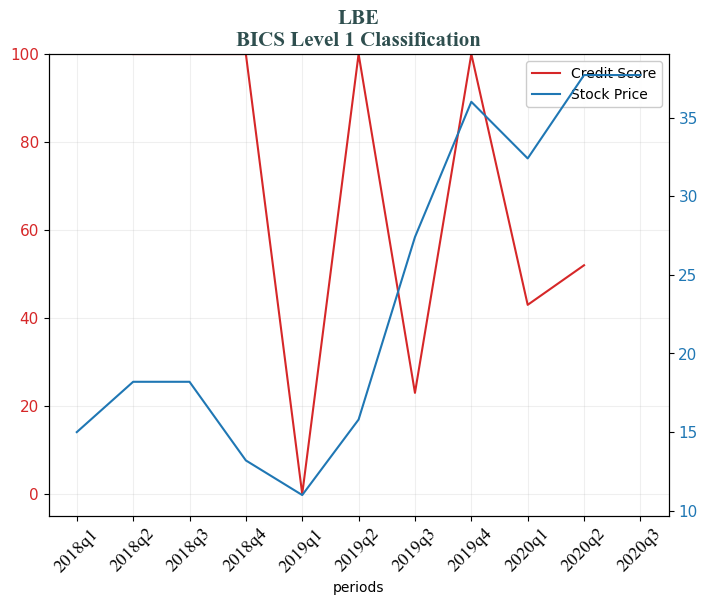 LBE
BICS Level 1 Classification
100
80
60
40
20
0
Credit Score
Stock Price
35
30
25
20
15
10
2018q1
2018q2
2018q3
2018q4
2019q1
2019q2
2019q3
2019q4
2020q1
2020q2
2020q3
periods